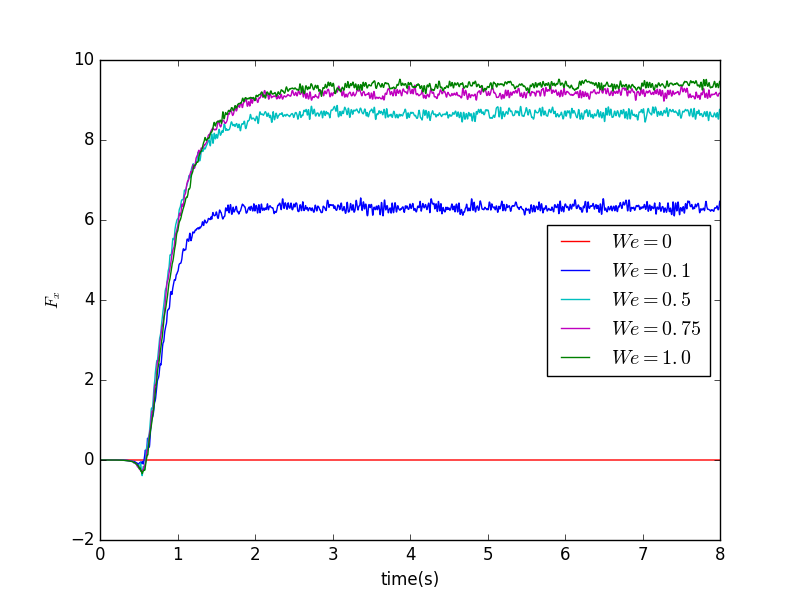 10
8
6
4
2
0
−2
F_x
0 1 2 3 4 5 6 7 8
time(s)
We = 0
We = 0.1
We = 0.5
We = 0.75
We = 1.0